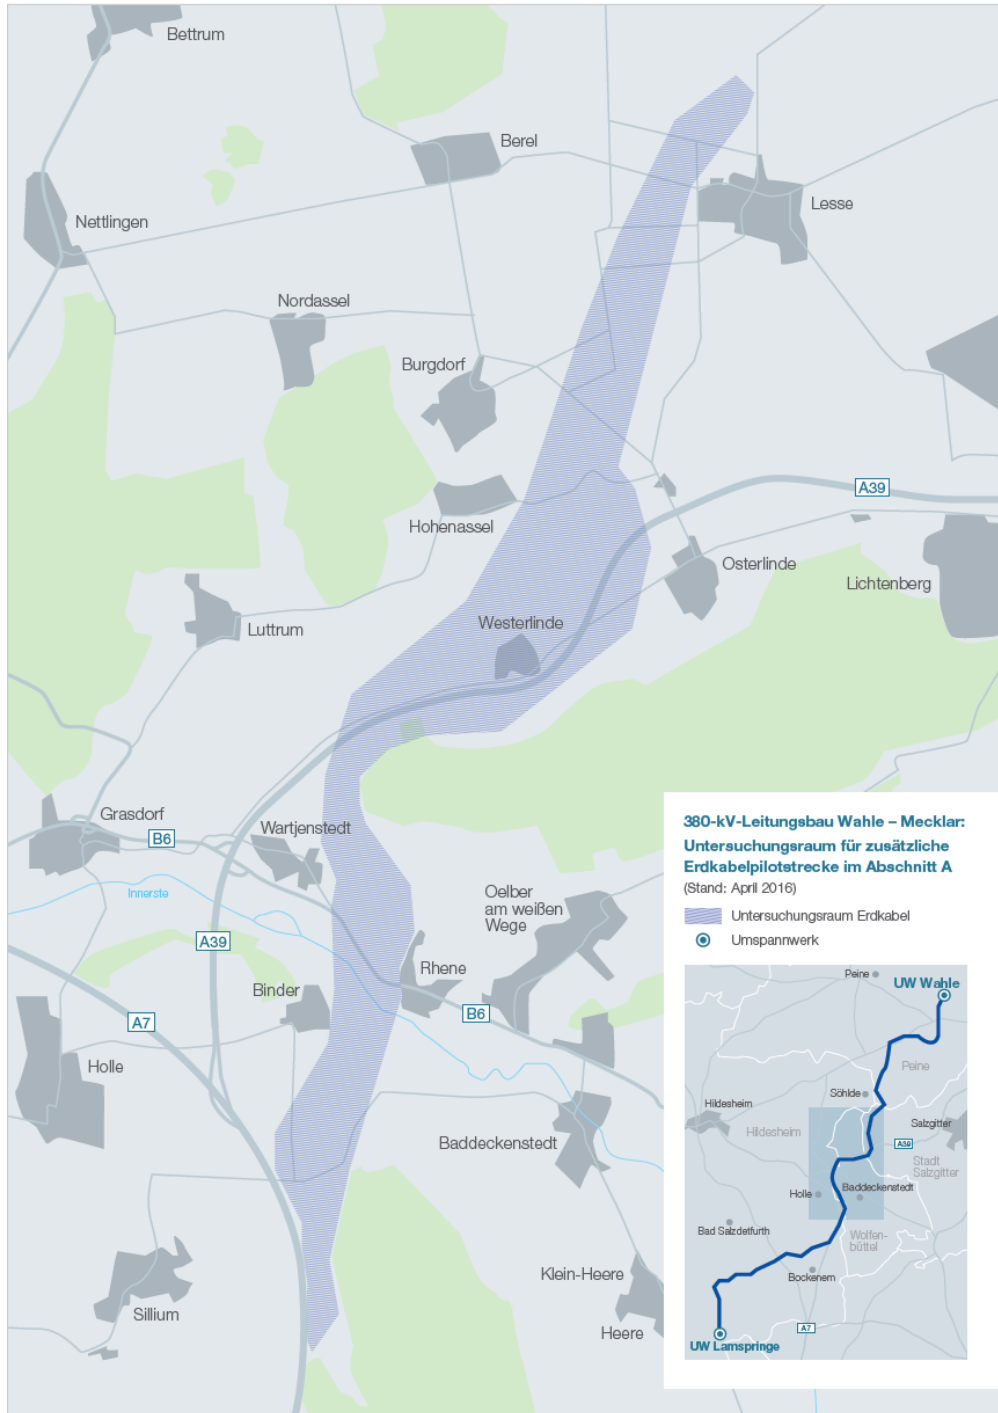 Bettrum
Berel
Lesse
Nettlingen
Nordassel
Burgdorf
A39
Hohenassel
Osterlinde
Lichtenberg
Westerlinde
Luttrum
Grasdorf
B6
Wartjenstedt
Innerste
Oelber
am weißen
Wege
A39
Rhene
Binder
B6
A7
Holle
Baddeckenstedt
Klein-Heere
Sillium
Heere
380-kV-Leitungsbau Wahle – Mecklar:
Untersuchungsraum für zusätzliche
Erdkabelpilotstrecke im Abschnitt A
(Stand: April 2016)
Untersuchungsraum Erdkabel
Umspannwerk
Peine
UW Wahle
Peine
Söhlde
Hildesheim
Hildesheim
Salzgitter
A39
Stadt
Salzgitter
Holle
Baddeckenstedt
Bad Salzdetfurth
Wolfen-
büttel
Bockenem
A7
UW Lamspringe